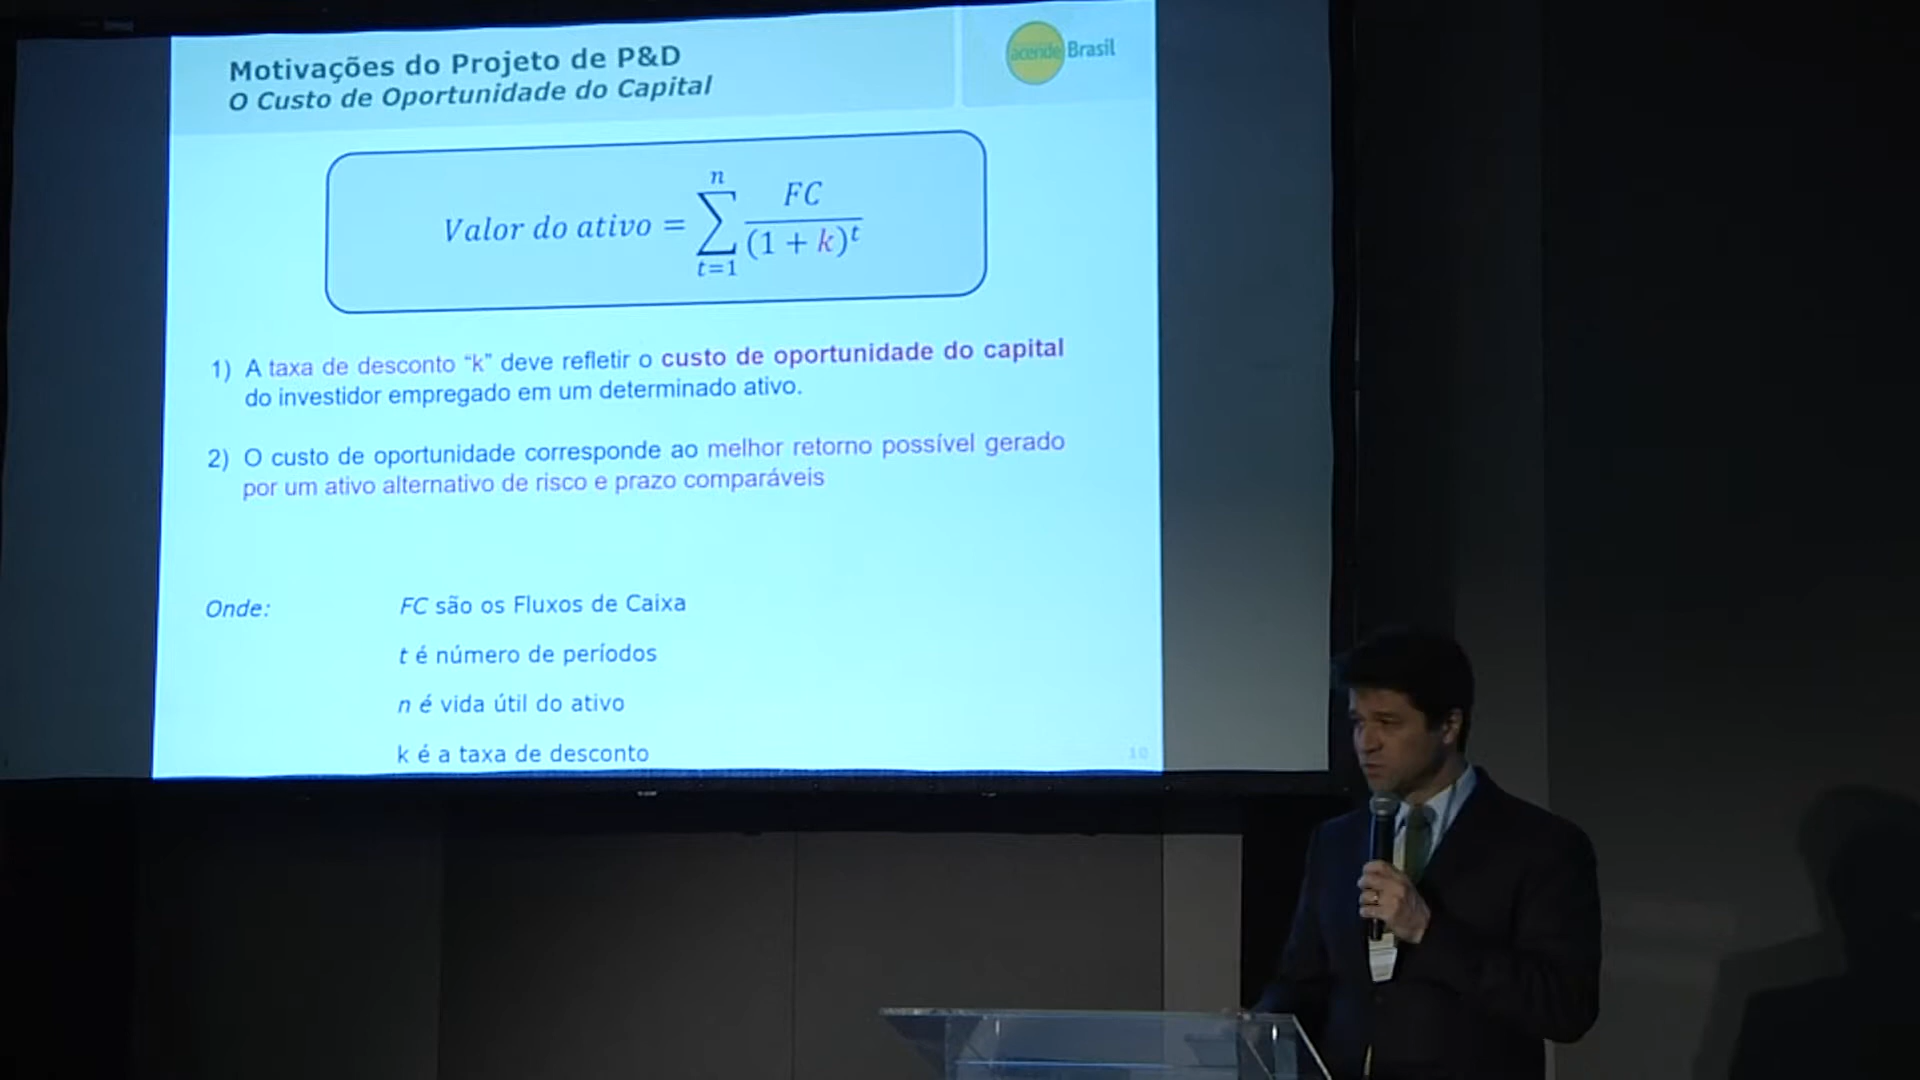 Motivações do Projeto de P&D
O Custo de Oportunidade do Capital
acende Brasil
Valor do ativo = \sum_{t=1}^{n} \frac{FC}{(1 + k)^t}
1) A taxa de desconto “k” deve refletir o custo de oportunidade do capital
do investidor empregado em um determinado ativo.
2) O custo de oportunidade corresponde ao melhor retorno possível gerado
por um ativo alternativo de risco e prazo comparáveis
Onde: FC são os Fluxos de Caixa
t é número de períodos
n é vida útil do ativo
k é a taxa de desconto
10